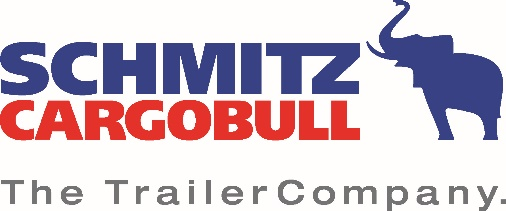 SCHMITZ
CARGOBULL
The TrailerCompany.